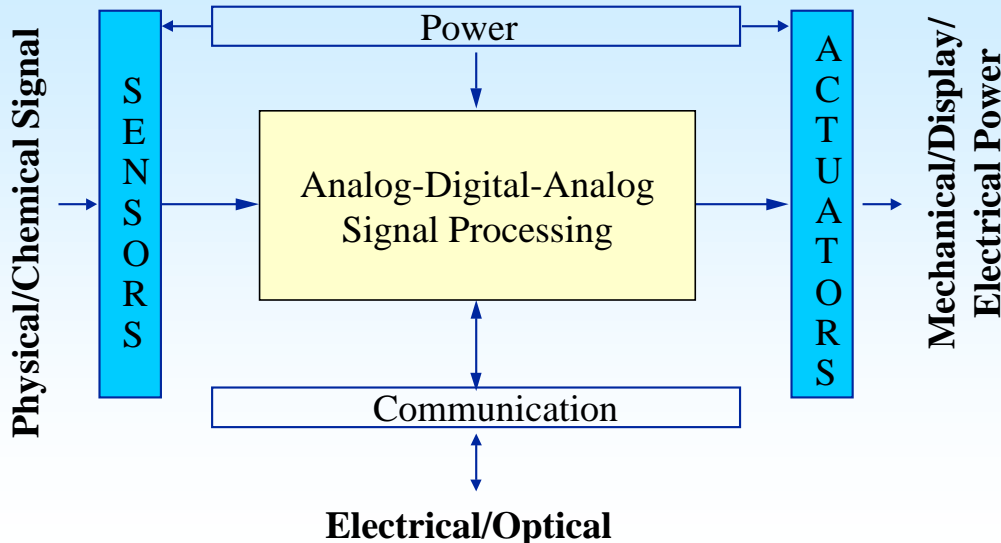 Power
Physical/Chemical Signal
SENSORS
Analog-Digital-Analog
Signal Processing
ACTUATORS
Mechanical/Display/
Electrical Power
Communication
Electrical/Optical